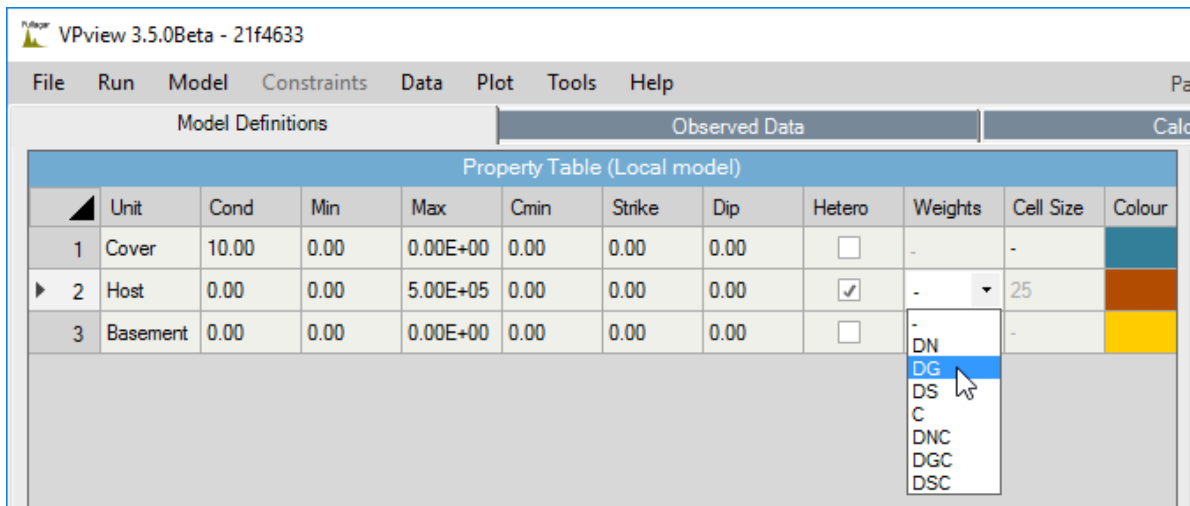 VPview 3.5.0Beta - 21f4633
File Run Model Constraints Data Plot Tools Help Pa
Model Definitions Observed Data Calc
Property Table (Local model)
Unit Cond Min Max Cmin Strike Dip Hetero Weights Cell Size Colour
1 Cover 10.00 0.00 0.00E+00 0.00 0.00 0.00 - -
2 Host 0.00 0.00 5.00E+05 0.00 0.00 0.00 - 25
3 Basement 0.00 0.00 0.00E+00 0.00 0.00 0.00 -
-
DN
DG
DS
C
DNC
DGC
DSC